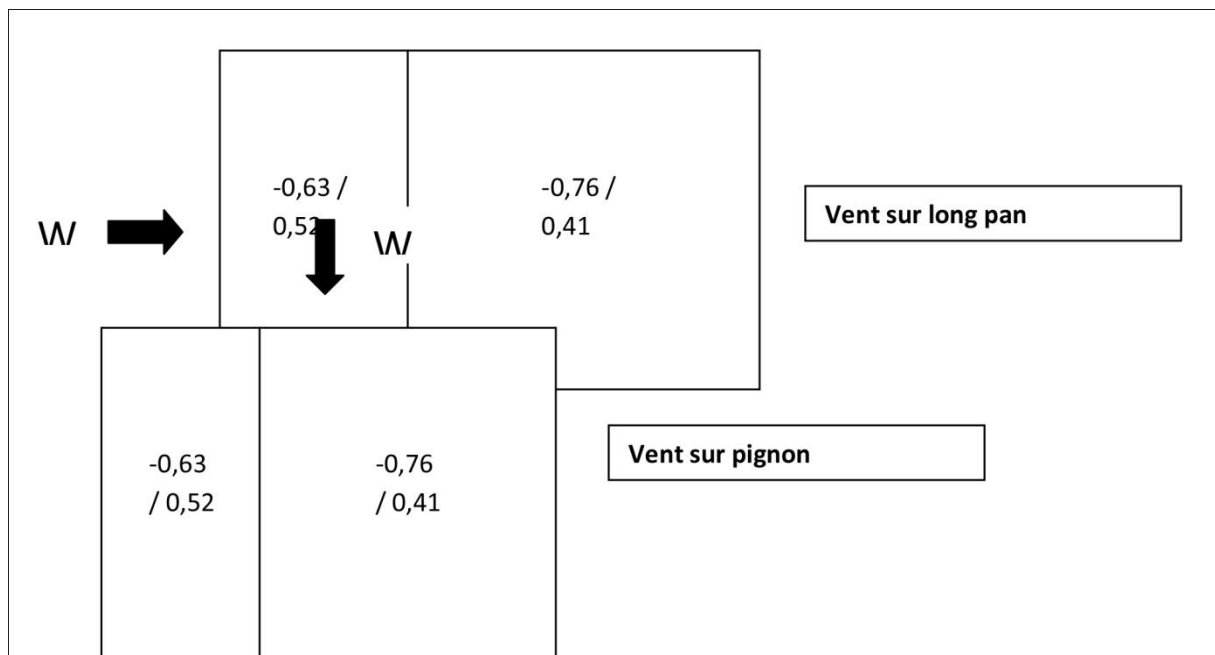 -0,63 /
0,52
-0,76 /
0,41
W
W
Vent sur long pan
-0,63
/ 0,52
-0,76
/ 0,41
Vent sur pignon